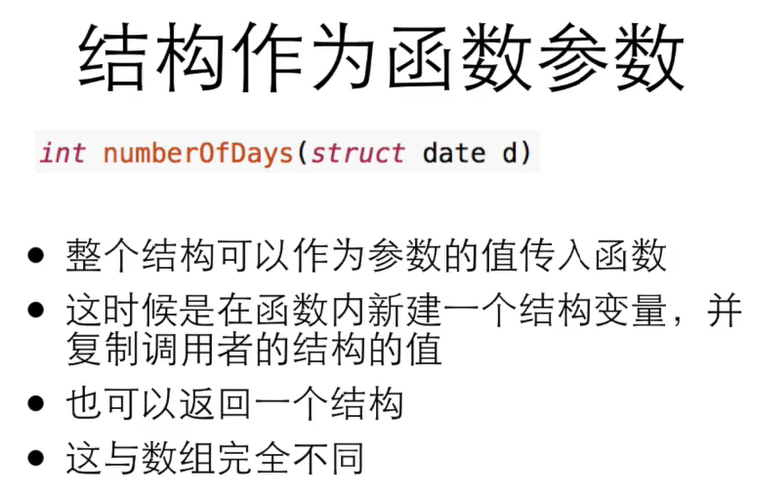 结构作为函数参数
int numberOfDays(struct date d)
• 整个结构可以作为参数的值传入函数
• 这时候是在函数内新建一个结构变量，并
复制调用者的结构的值
• 也可以返回一个结构
• 这与数组完全不同